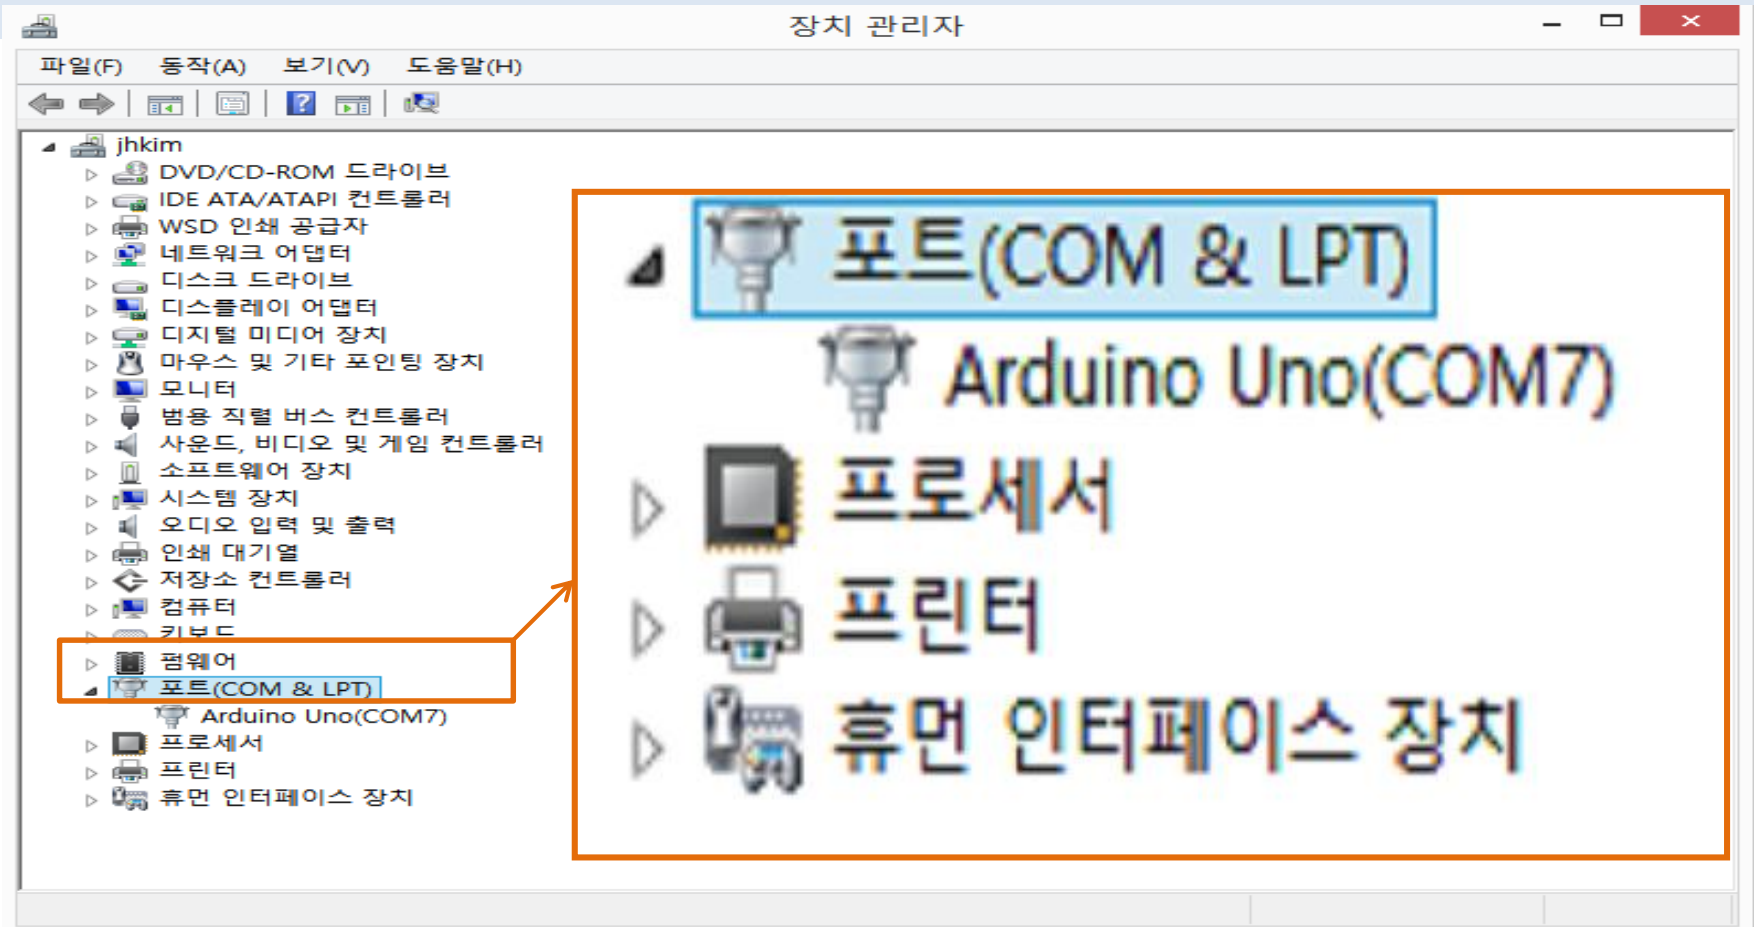 장치 관리자
파일(F) 동작(A) 보기(V) 도움말(H)
jhkim
DVD/CD-ROM 드라이브
IDE ATA/ATAPI 컨트롤러
WSD 인쇄 공급자
네트워크 어댑터
디스크 드라이브
디스플레이 어댑터
디지털 미디어 장치
마우스 및 기타 포인팅 장치
모니터
범용 직렬 버스 컨트롤러
사운드, 비디오 및 게임 컨트롤러
소프트웨어 장치
시스템 장치
오디오 입력 및 출력
인쇄 대기열
저장소 컨트롤러
컴퓨터
키보드
펌웨어
포트(COM & LPT)
Arduino Uno(COM7)
프로세서
프린터
휴먼 인터페이스 장치
포트(COM & LPT)
Arduino Uno(COM7)
프로세서
프린터
휴먼 인터페이스 장치